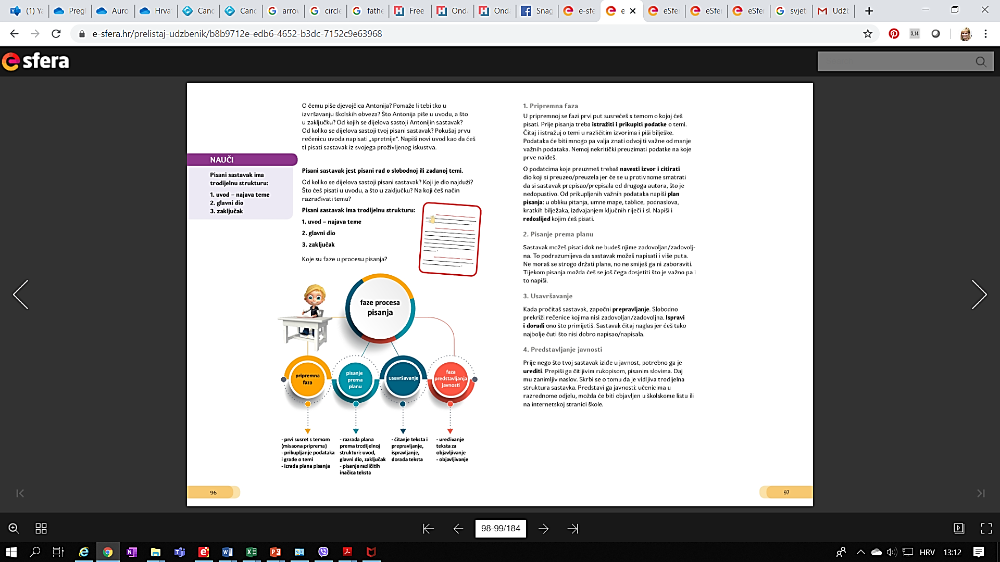 (1) Ya
Pregl
Auro
Hrva
Canc
Canc
arrov
circle
fathe
Free
Onda
Onda
Snag
e-sfe
e
eSfer
eSfer
eSfer
svjet
Udžb
e-sfera.hr/prelistaj-udzbenik/b8b9712e-edb6-4652-b3dc-7152c9e63968
3,14
esfera
O čemu piše djevojčica Antonija? Pomaže li tebi tko u
izvršavanju školskih obveza? Što Antonija piše u uvodu, a što
u zaključku? Od kojih se dijelova sastoji Antonijin sastavak?
Od koliko se dijelova sastoji tvoj pisani sastavak? Pokušaj prvu
rečenicu uvoda napisati „spretnije“. Napiši novi uvod kao da ćeš
ti pisati sastavak iz svojega proživljenog iskustva.
NAUČI
Pisani sastavak ima
trodijelnu strukturu:
1. uvod – najava teme
2. glavni dio
3. zaključak
Pisani sastavak jest pisani rad o slobodnoj ili zadanoj temi.
Od koliko se dijelova sastoji pisani sastavak? Koji je dio najduži?
Što ćeš pisati u uvodu, a što u zaključku? Na koji ćeš način
razrađivati temu?
Pisani sastavak ima trodijelnu strukturu:
1. uvod – najava teme
2. glavni dio
3. zaključak
Koje su faze u procesu pisanja?
faze procesa
pisanja
pripremna
faza
pisanje
prema
planu
usavršavanje
faza
predstavljanja
javnosti
- prvi susret s temom
(misaona priprema)
- prikupljanje podataka
i građe o temi
- izrada plana pisanja
- razrada plana
prema trodijelnoj
strukturi: uvod,
glavni dio, zaključak
- pisanje različitih
inačica teksta
- čitanje teksta i
prepravljanje,
ispravljanje,
dorada teksta
- uređivanje
teksta za
objavljivanje
- objavljivanje
96
1. Pripremna faza
U pripremnoj se fazi prvi put susrećeš s temom o kojoj ćeš
pisati. Prije pisanja treba istražiti i prikupiti podatke o temi.
Čitaj i istražuj o temi u različitim izvorima i piši bilješke.
Podataka će biti mnogo pa valja znati odvojiti važne od manje
važnih podataka. Nemoj nekritički preuzimati podatke na koje
prve naiđeš.
O podatcima koje preuzmeš trebaš navesti izvor i citirati
dio koji si preuzeo/preuzela jer će se u protivnome smatrati
da si sastavak prepisao/prepisala od drugoga autora, što je
nedopustivo. Od prikupljenih važnih podataka napiši plan
pisanja: u obliku pitanja, umne mape, tablice, podnaslova,
kratkih bilježaka, izdvajanjem ključnih riječi i sl. Napiši i
redoslijed kojim ćeš pisati.
2. Pisanje prema planu
Sastavak možeš pisati dok ne budeš njime zadovoljan/zadovolj-
na. To podrazumijeva da sastavak možeš napisati i više puta.
Ne moraš se strogo držati plana, no ne smiješ ga ni zaboraviti.
Tijekom pisanja možda ćeš se još čega dosjetiti što je važno pa i
to napiši.
3. Usavršavanje
Kada pročitaš sastavak, započni prepravljanje. Slobodno
prekriži rečenice kojima nisi zadovoljan/zadovoljna. Ispravi
i doradi ono što primijetiš. Sastavak čitaj naglas jer ćeš tako
najbolje čuti što nisi dobro napisao/napisala.
4. Predstavljanje javnosti
Prije nego što tvoj sastavak iziđe u javnost, potrebno ga je
urediti. Prepiši ga čitljivim rukopisom, pisanim slovima. Daj
mu zanimljiv naslov. Skrbi se o tomu da je vidljiva trodijelna
struktura sastavka. Predstavi ga javnosti: učenicima u
razrednome odjelu, možda će biti objavljen u školskome listu ili
na internetskoj stranici škole.
97
98-99/184
HRV
13:12